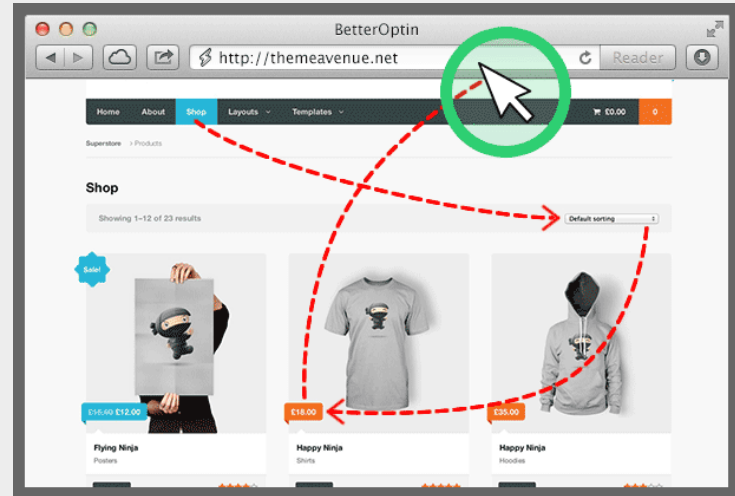 BetterOptin
http://themeavenue.net
Reader
Home About Shop Layouts Templates £0.00 0
Superstore > Products
Shop
Showing 1–12 of 23 results
Default sorting
Sale!
£15.00 £12.00 £18.00 £35.00
Flying Ninja Happy Ninja Happy Ninja
Posters Shirts Hoodies